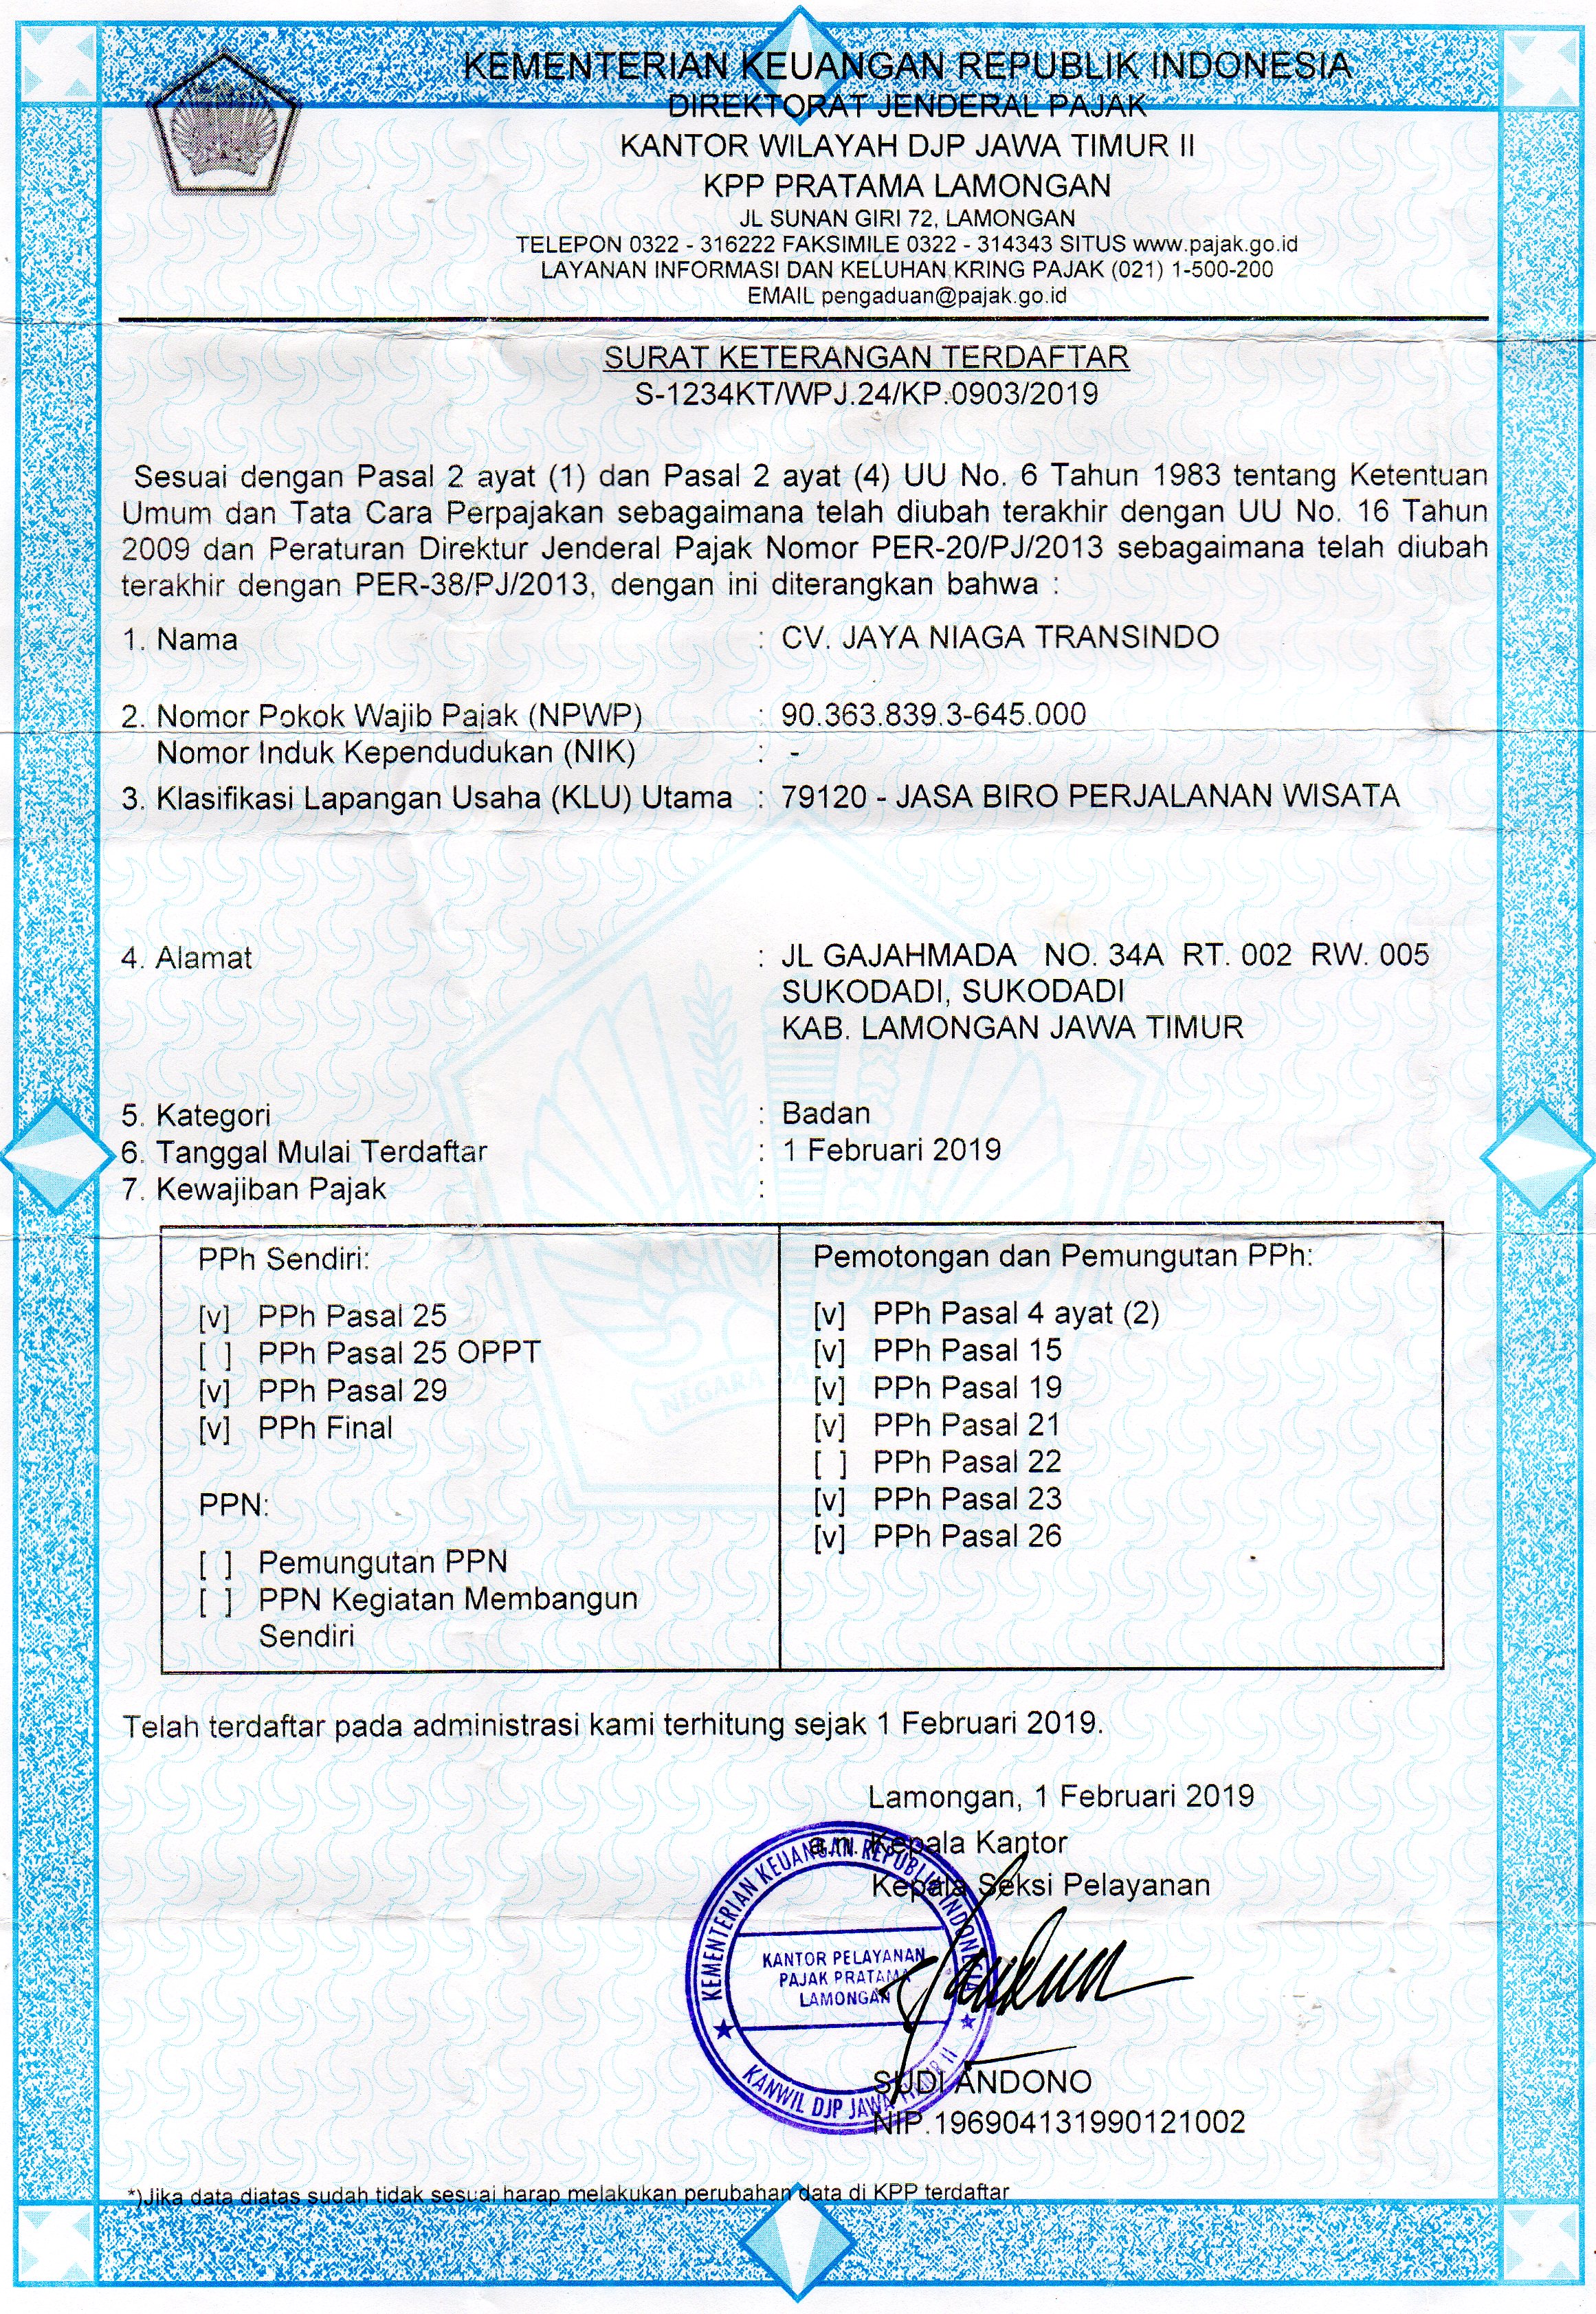 KEMENTERIAN KEUANGAN REPUBLIK INDONESIA
DIREKTORAT JENDERAL PAJAK
KANTOR WILAYAH DJP JAWA TIMUR II
KPP PRATAMA LAMONGAN
JL SUNAN GIRI 72, LAMONGAN
TELEPON 0322 - 316222 FAKSIMILE 0322 - 314343 SITUS www.pajak.go.id
LAYANAN INFORMASI DAN KELUHAN KRING PAJAK (021) 1-500-200
EMAIL pengaduan@pajak.go.id
SURAT KETERANGAN TERDAFTAR
S-1234KT/WPJ.24/KP.0903/2019
Sesuai dengan Pasal 2 ayat (1) dan Pasal 2 ayat (4) UU No. 6 Tahun 1983 tentang Ketentuan
Umum dan Tata Cara Perpajakan sebagaimana telah diubah terakhir dengan UU No. 16 Tahun
2009 dan Peraturan Direktur Jenderal Pajak Nomor PER-20/PJ/2013 sebagaimana telah diubah
terakhir dengan PER-38/PJ/2013, dengan ini diterangkan bahwa :
1. Nama : CV. JAYA NIAGA TRANSINDO
2. Nomor Pokok Wajib Pajak (NPWP) : 90.363.839.3-645.000
Nomor Induk Kependudukan (NIK) : -
3. Klasifikasi Lapangan Usaha (KLU) Utama : 79120 - JASA BIRO PERJALANAN WISATA
4. Alamat : JL GAJAHMADA NO. 34A RT. 002 RW. 005
SUKODADI, SUKODADI
KAB. LAMONGAN JAWA TIMUR
5. Kategori : Badan
6. Tanggal Mulai Terdaftar : 1 Februari 2019
7. Kewajiban Pajak :
PPh Sendiri:
[v] PPh Pasal 25
[ ] PPh Pasal 25 OPPT
[v] PPh Pasal 29
[v] PPh Final
PPN:
[ ] Pemungutan PPN
[ ] PPN Kegiatan Membangun
Sendiri
Pemotongan dan Pemungutan PPh:
[v] PPh Pasal 4 ayat (2)
[v] PPh Pasal 15
[v] PPh Pasal 19
[v] PPh Pasal 21
[ ] PPh Pasal 22
[v] PPh Pasal 23
[v] PPh Pasal 26
NEGARA
Telah terdaftar pada administrasi kami terhitung sejak 1 Februari 2019.
Lamongan, 1 Februari 2019
a.n. Kepala Kantor
Kepala Seksi Pelayanan
KEMENTERIAN KEUANGAN REPUBLIK INDONESIA
KANTOR PELAYANAN
PAJAK PRATAMA
LAMONGAN
KANWIL DJP JAWA TIMUR II
SUDI ANDONO
NIP.196904131990121002
*)Jika data diatas sudah tidak sesuai harap melakukan perubahan data di KPP terdaftar